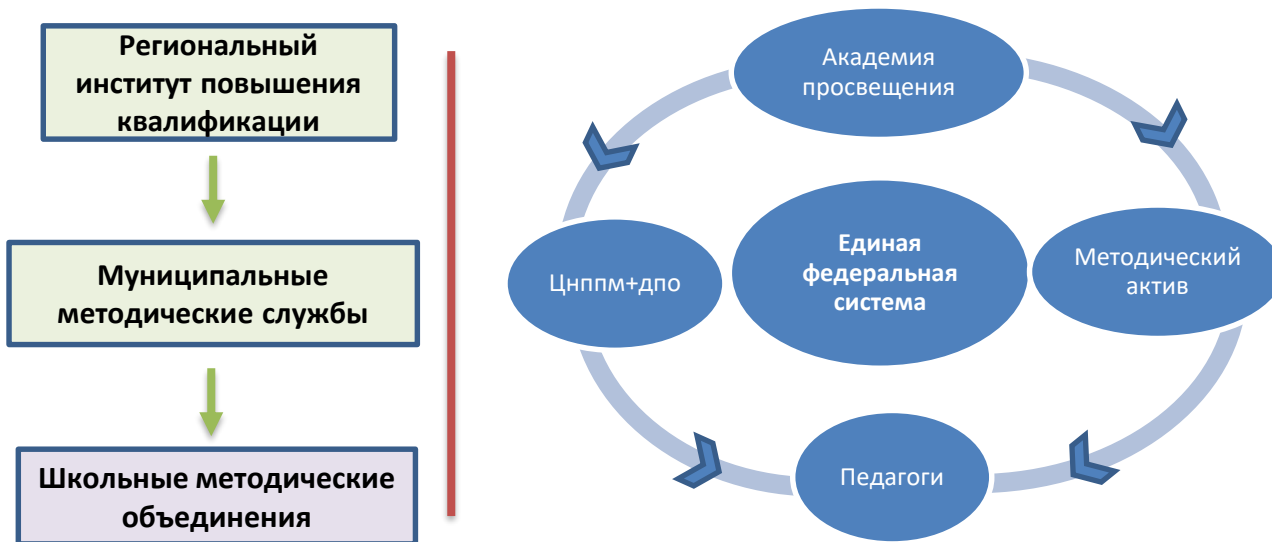 Региональный
институт повышения
квалификации
Муниципальные
методические службы
Школьные методические
объединения
Академия
просвещения
Цнппм+дпо
Единая
федеральная
система
Методический
актив
Педагоги